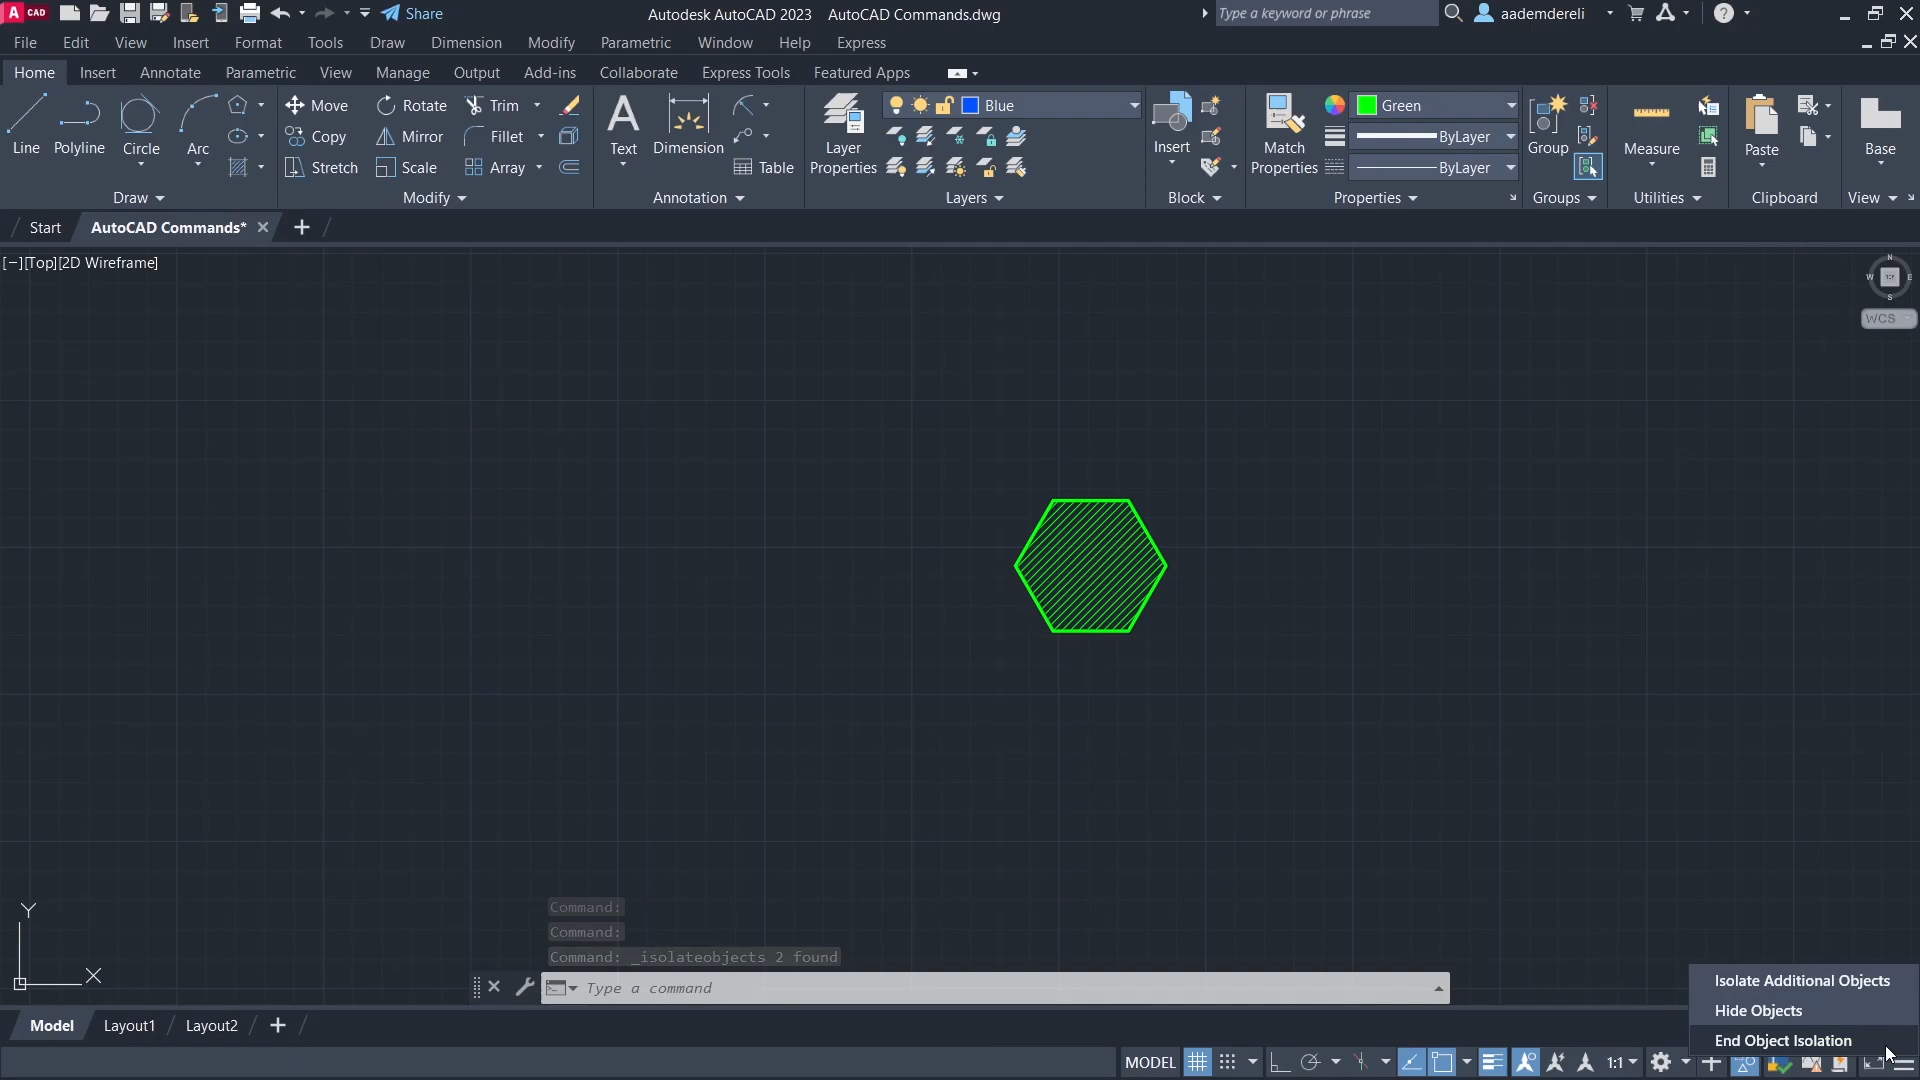 A CAD Share Autodesk AutoCAD 2023 AutoCAD Commands.dwg Type a keyword or phrase aademdereli
File Edit View Insert Format Tools Draw Dimension Modify Parametric Window Help Express
Home Insert Annotate Parametric View Manage Output Add-ins Collaborate Express Tools Featured Apps
Move Rotate Trim Blue Green
Copy Mirror Fillet ByLayer
Line Polyline Circle Arc Text Dimension Layer Properties Insert Match Properties Group Measure Paste Base
Stretch Scale Array Table ByLayer
Draw Modify Annotation Layers Block Properties Groups Utilities Clipboard View
Start AutoCAD Commands*
[−][Top][2D Wireframe]
N
W TOP E
S
WCS
Y
X
Command:
Command:
Command: _isolateobjects 2 found
Type a command
Isolate Additional Objects
Hide Objects
End Object Isolation
Model Layout1 Layout2
MODEL 1:1